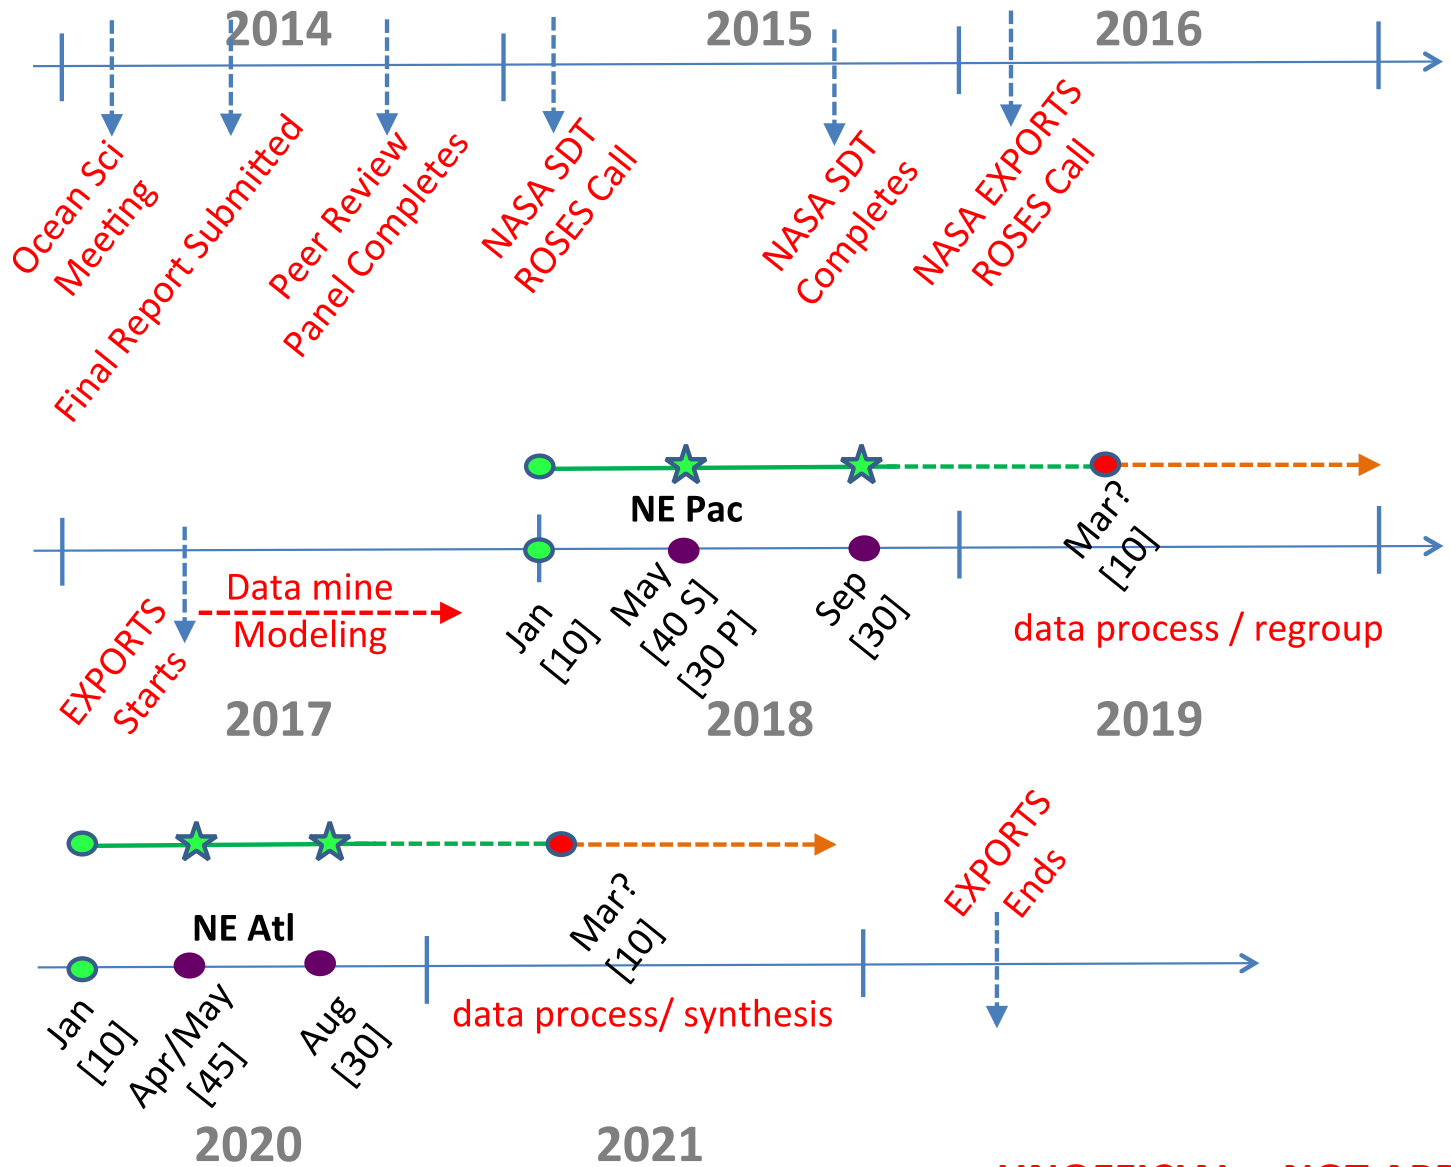 2014
2015
2016
Ocean Sci
Meeting
Final Report Submitted
Peer Review
Panel Completes
NASA SDT
ROSES Call
NASA SDT
Completes
NASA EXPORTS
ROSES Call
NE Pac
Mar?
[10]
EXPORTS
Starts
Data mine
Modeling
Jan
[10]
May
[40 S]
[30 P]
Sep
[30]
data process / regroup
2017
2018
2019
NE Atl
Mar?
[10]
EXPORTS
Ends
Jan
[10]
Apr/May
[45]
Aug
[30]
data process/ synthesis
2020
2021